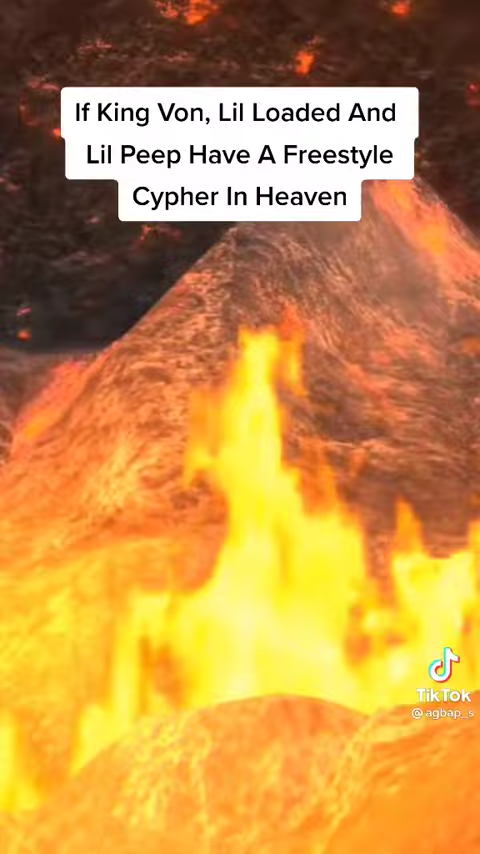 If King Von, Lil Loaded And
Lil Peep Have A Freestyle
Cypher In Heaven
TikTok
@agbap_s